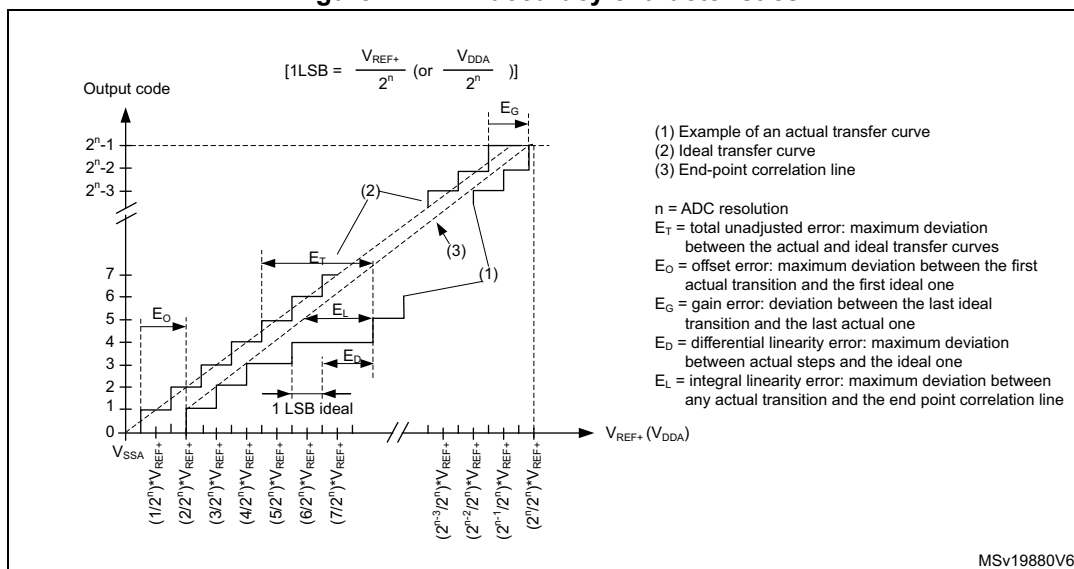 [1LSB = V_REF+ / 2^n (or V_DDA / 2^n )]
Output code
E_G
2^n-1
2^n-2
2^n-3
(2)
(3)
(1)
7
6
5
4
3
2
1
0
E_T
E_O
E_L
E_D
1 LSB ideal
V_SSA
(1/2^n)*V_REF+
(2/2^n)*V_REF+
(3/2^n)*V_REF+
(4/2^n)*V_REF+
(5/2^n)*V_REF+
(6/2^n)*V_REF+
(7/2^n)*V_REF+
(2^n-3/2^n)*V_REF+
(2^n-2/2^n)*V_REF+
(2^n-1/2^n)*V_REF+
(2^n/2^n)*V_REF+
V_REF+ (V_DDA)
(1) Example of an actual transfer curve
(2) Ideal transfer curve
(3) End-point correlation line
n = ADC resolution
E_T = total unadjusted error: maximum deviation
between the actual and ideal transfer curves
E_O = offset error: maximum deviation between the first
actual transition and the first ideal one
E_G = gain error: deviation between the last ideal
transition and the last actual one
E_D = differential linearity error: maximum deviation
between actual steps and the ideal one
E_L = integral linearity error: maximum deviation between
any actual transition and the end point correlation line
MSv19880V6